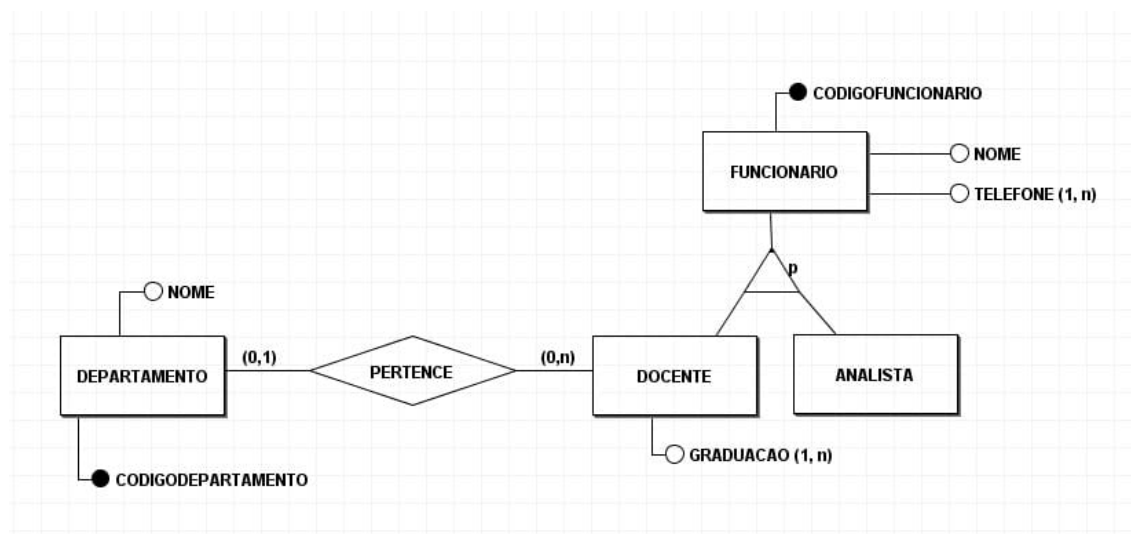 CODIGOFUNCIONARIO
NOME
FUNCIONARIO
TELEFONE (1, n)
p
NOME
(0,1)
(0,n)
DEPARTAMENTO
PERTENCE
DOCENTE
ANALISTA
GRADUACAO (1, n)
CODIGODEPARTAMENTO